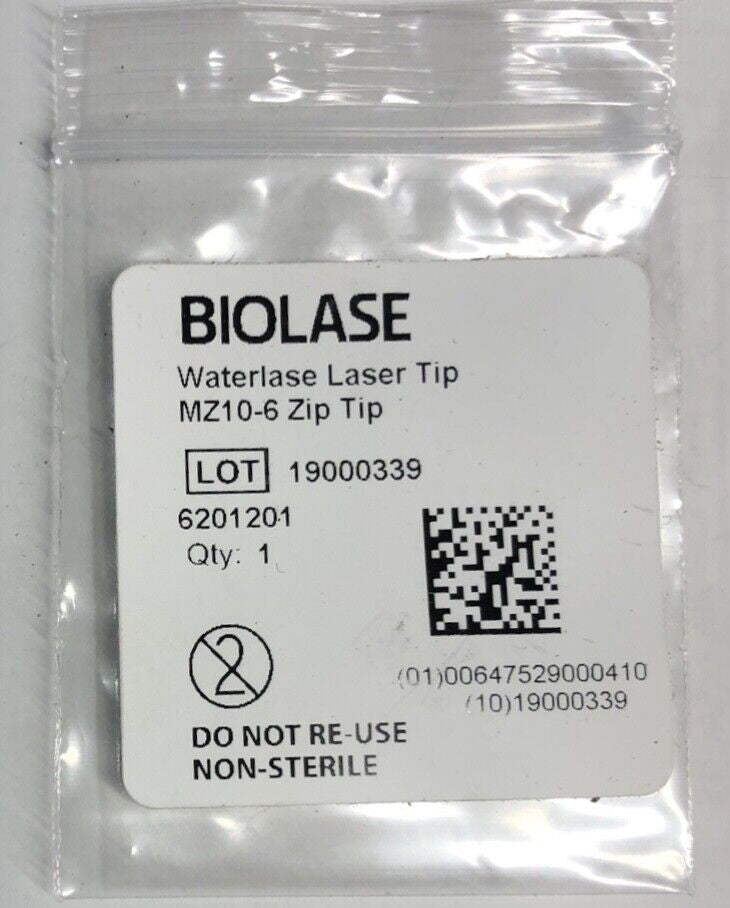 BIOLASE
Waterlase Laser Tip
MZ10-6 Zip Tip
LOT 19000339
6201201
Qty: 1
2
(01)00647529000410
(10)19000339
DO NOT RE-USE
NON-STERILE